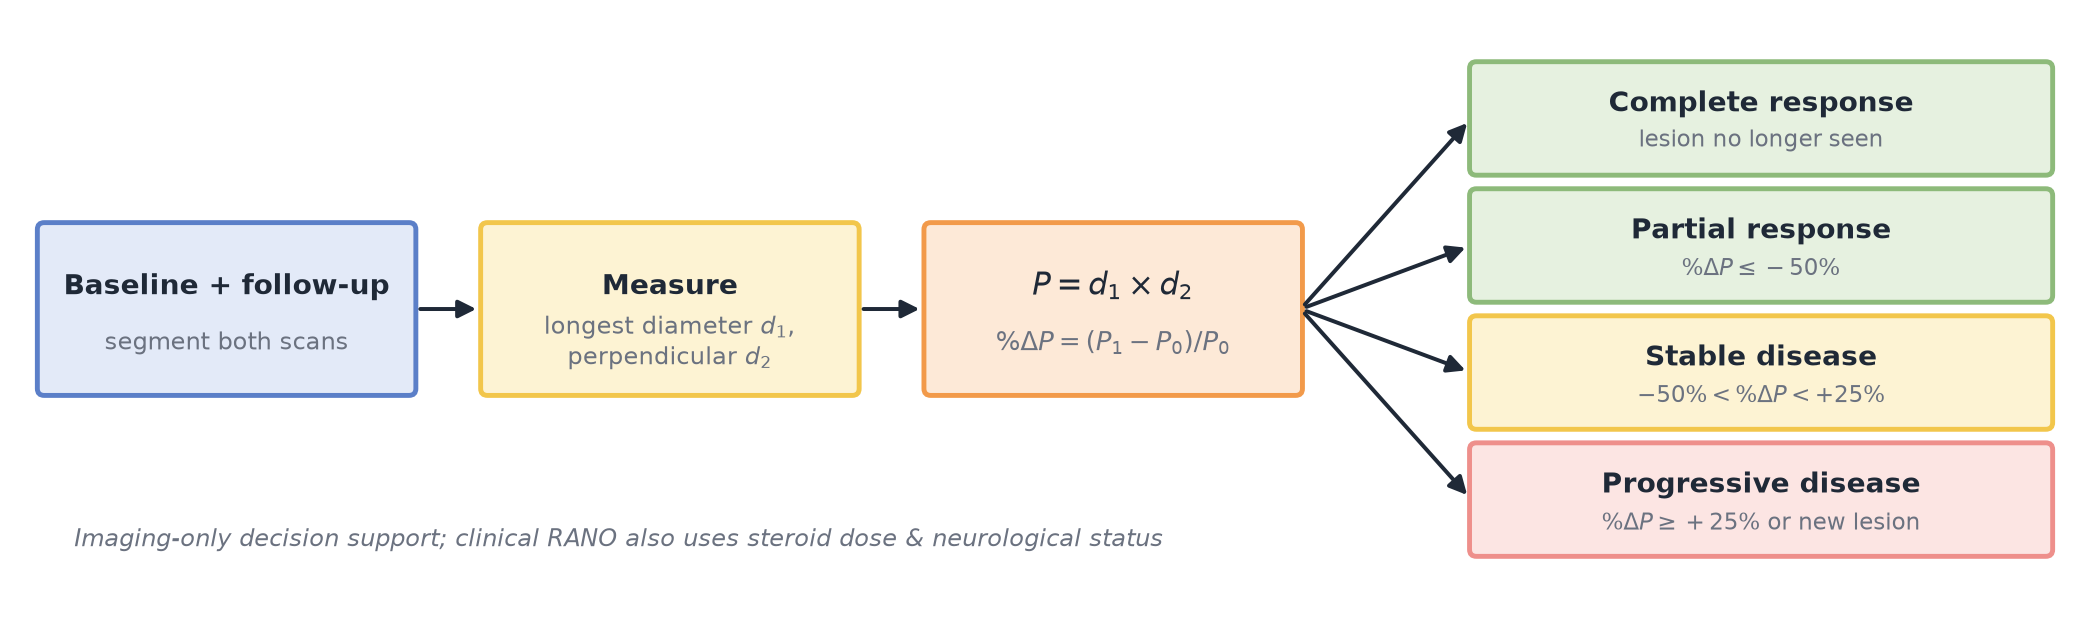 Baseline + follow-up
segment both scans
Measure
longest diameter d₁,
perpendicular d₂
P = d₁ × d₂
%ΔP = (P₁ − P₀)/P₀
Complete response
lesion no longer seen
Partial response
%ΔP ≤ −50%
Stable disease
−50% < %ΔP < +25%
Progressive disease
%ΔP ≥ +25% or new lesion
Imaging-only decision support; clinical RANO also uses steroid dose & neurological status